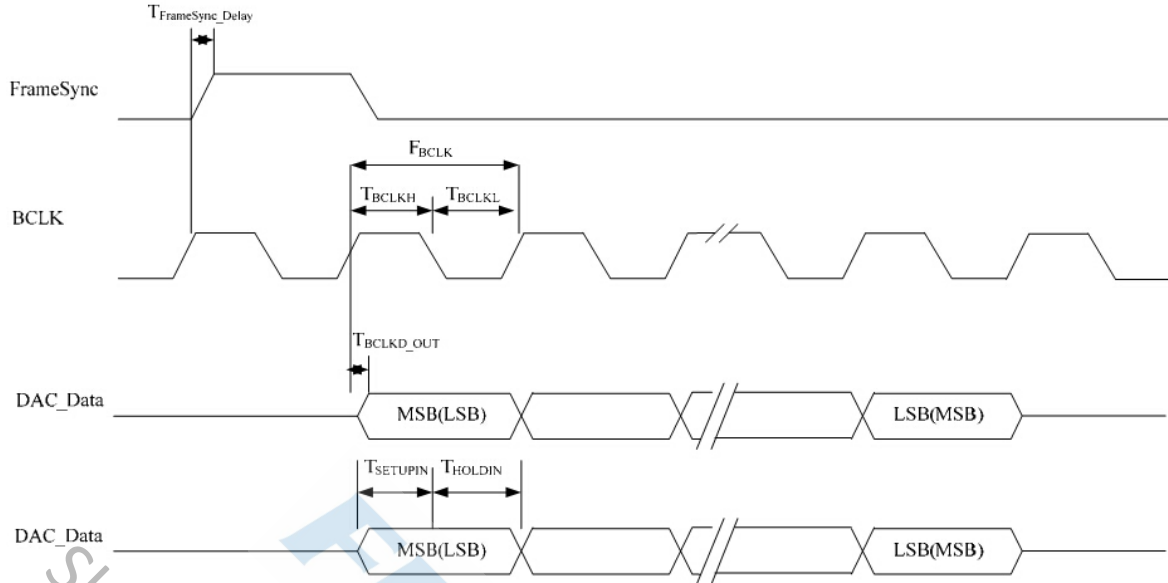 TFrameSync_Delay
FrameSync
FBCLK
TBCLKH TBCLKL
BCLK
TBCLKD_OUT
DAC_Data MSB(LSB) LSB(MSB)
TSETUPIN THOLDIN
DAC_Data MSB(LSB) LSB(MSB)